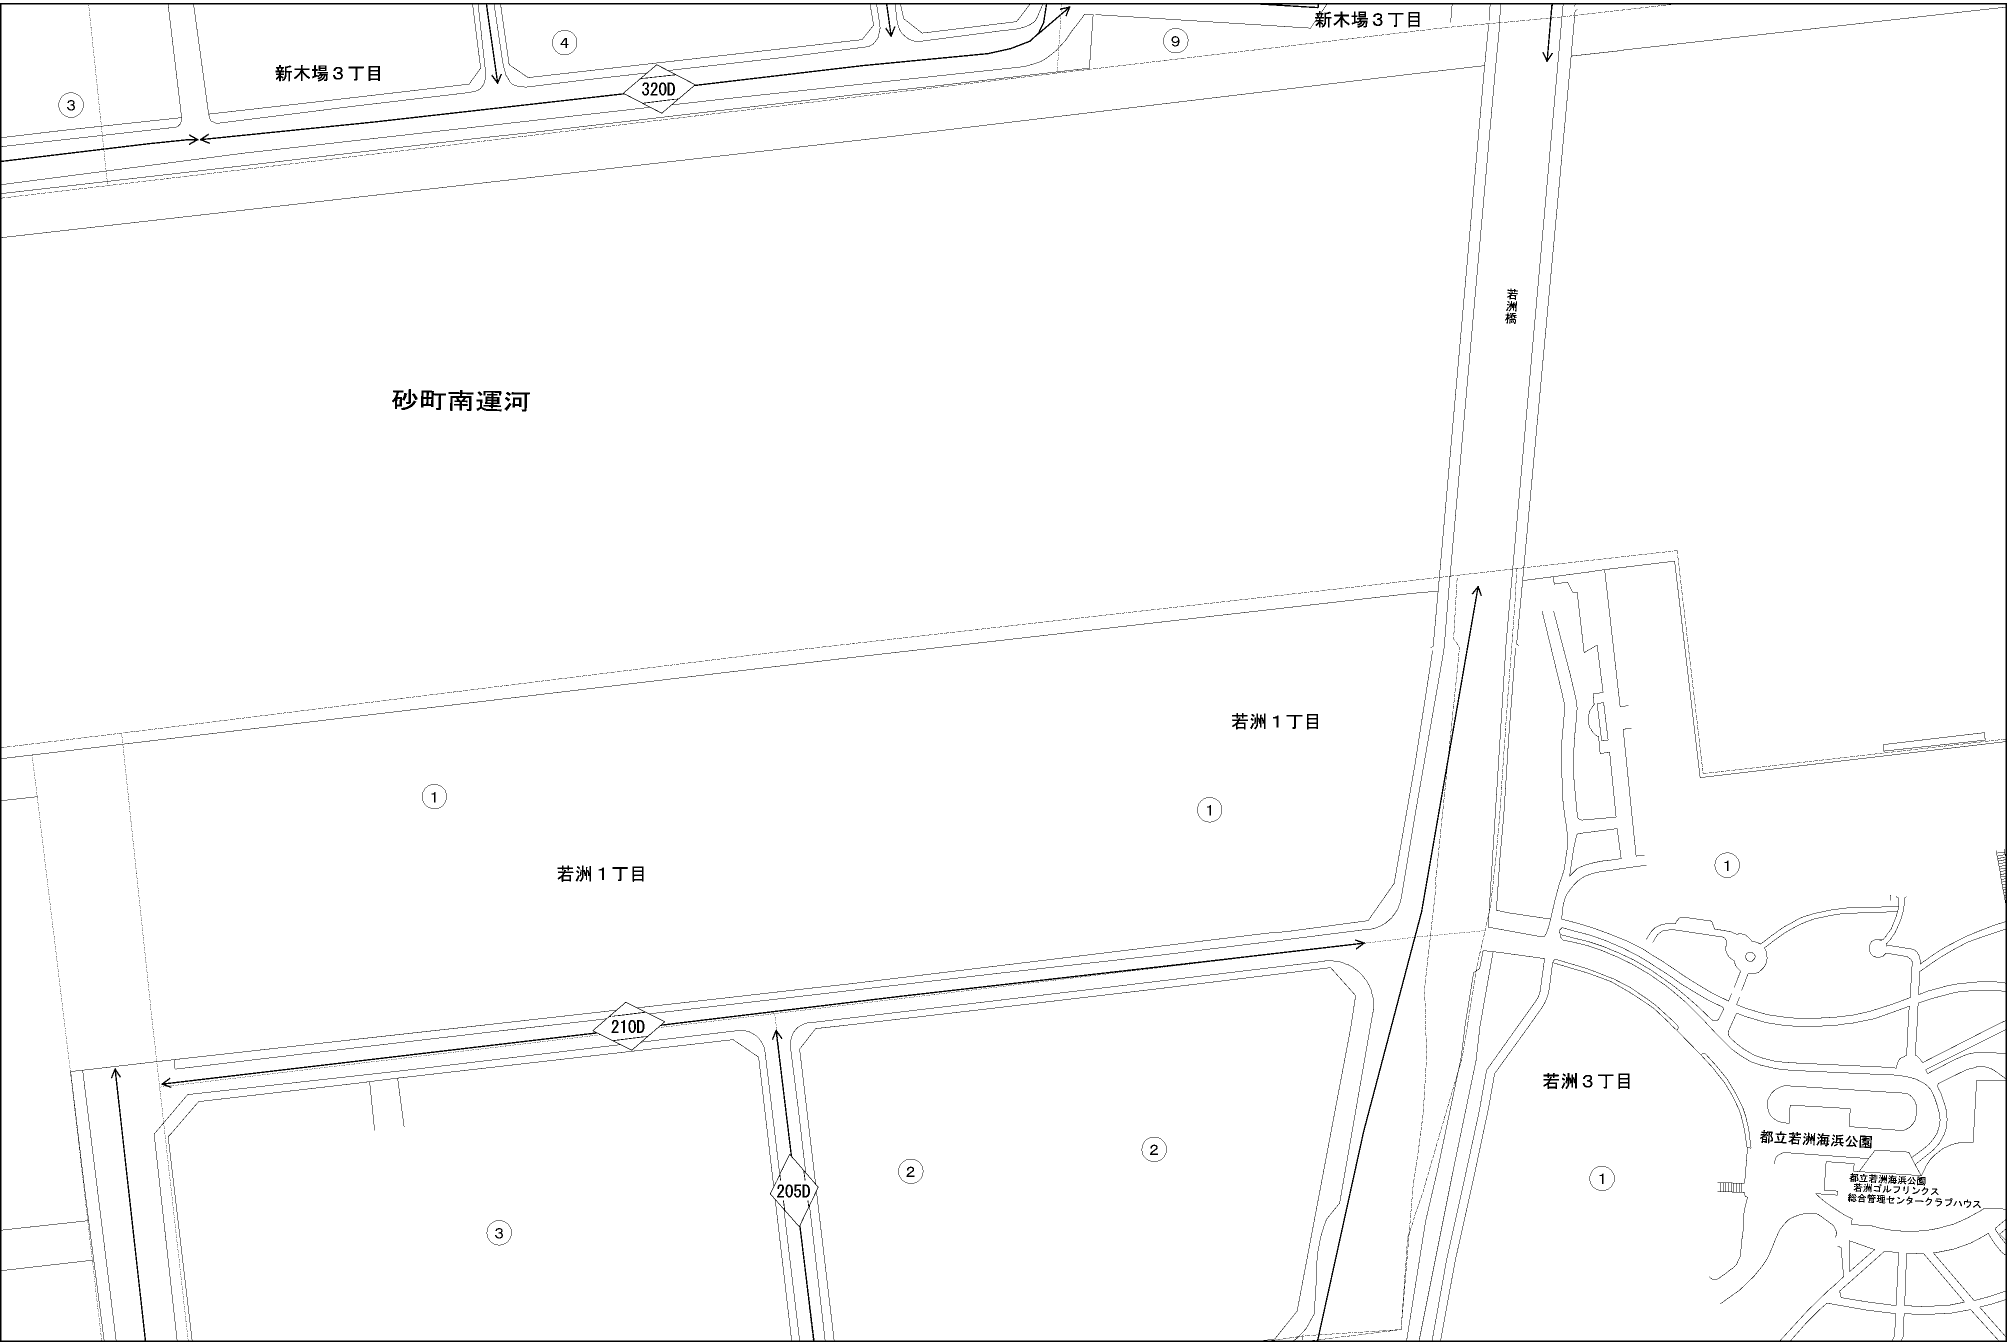 新木場３丁目
④
⑨
新木場３丁目
320D
③
若洲橋
砂町南運河
若洲１丁目
①
①
①
若洲１丁目
210D
若洲３丁目
都立若洲海浜公園
②
②
①
都立若洲海浜公園
若洲ゴルフリンクス
総合管理センタークラブハウス
205D
③